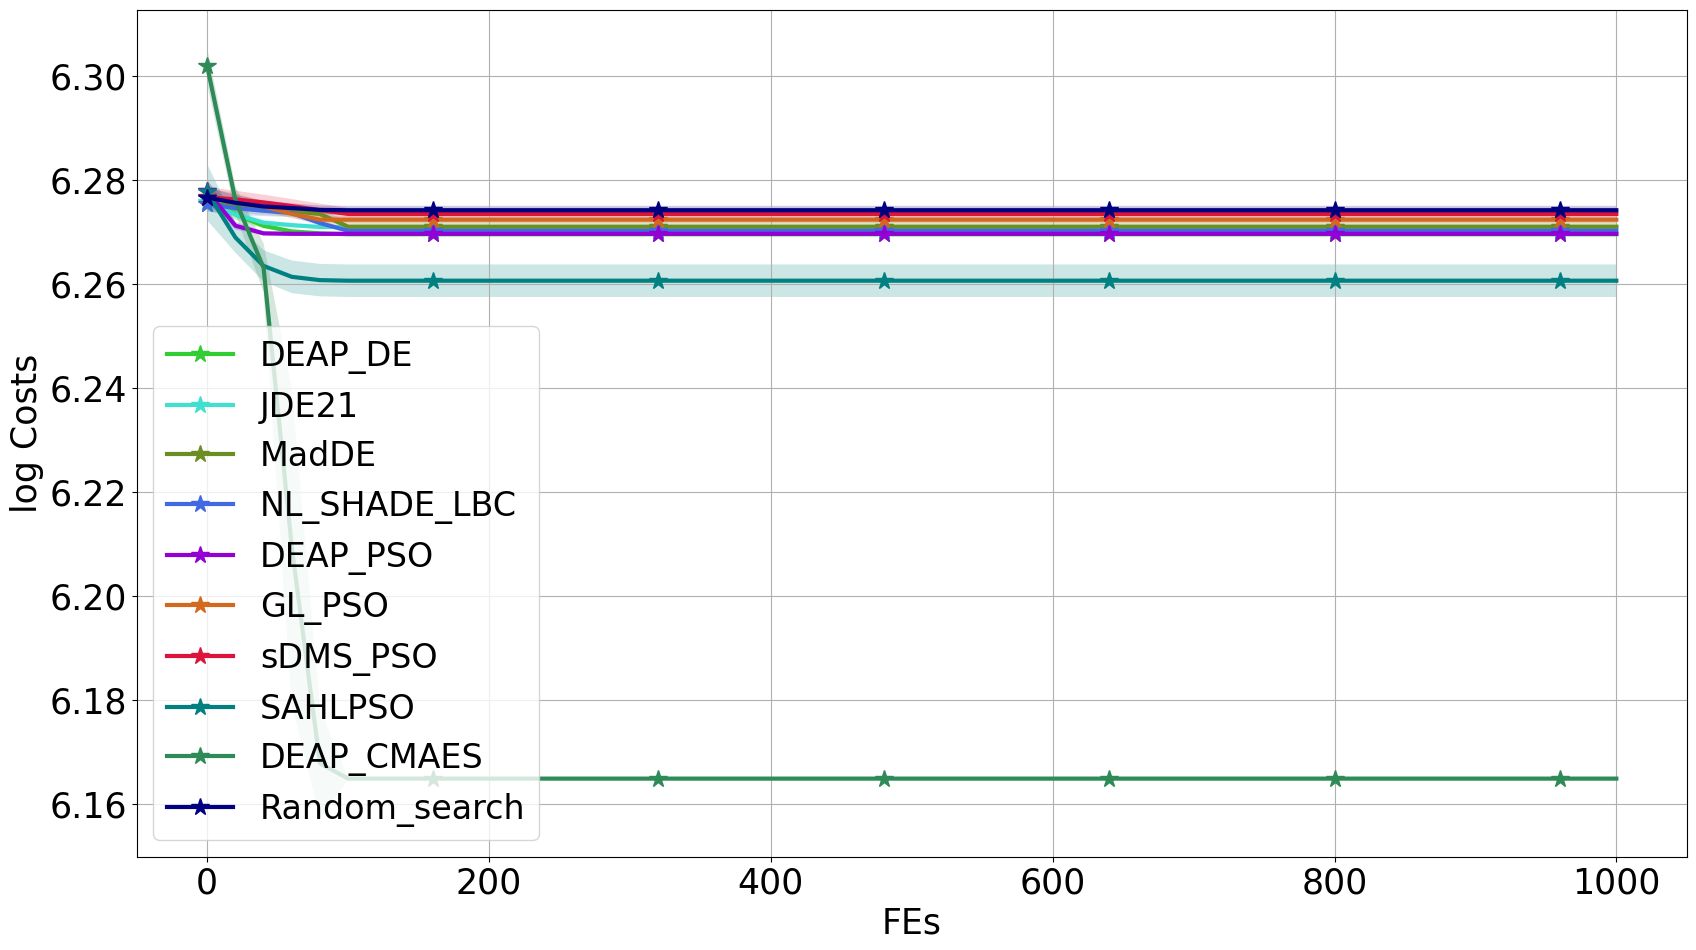 6.30
6.28
6.26
6.24
6.22
6.20
6.18
6.16
log Costs
DEAP_DE
JDE21
MadDE
NL_SHADE_LBC
DEAP_PSO
GL_PSO
sDMS_PSO
SAHLPSO
DEAP_CMAES
Random_search
0 200 400 600 800 1000
FEs